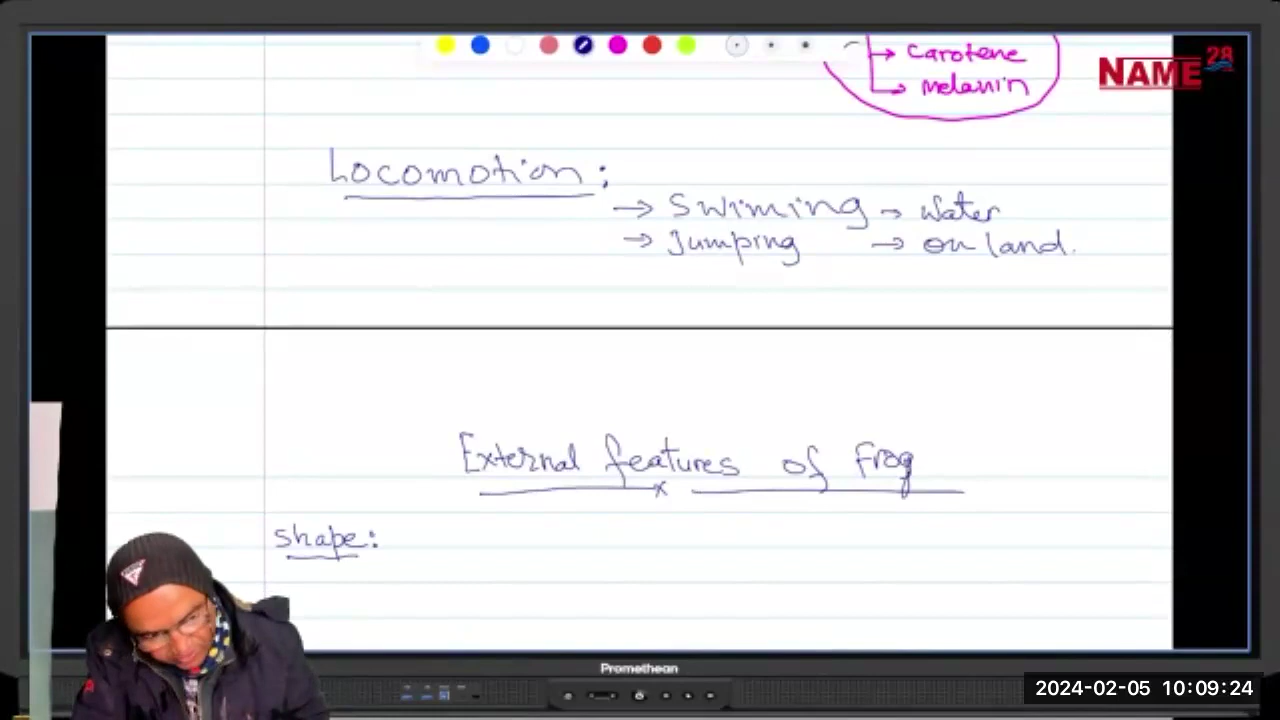 Carotene
NAME 28
melanin
Locomotion:
→ Swiming → Water
→ Jumping → on land.
External features of Frog
Shape:
Promethean
2024-02-05 10:09:24